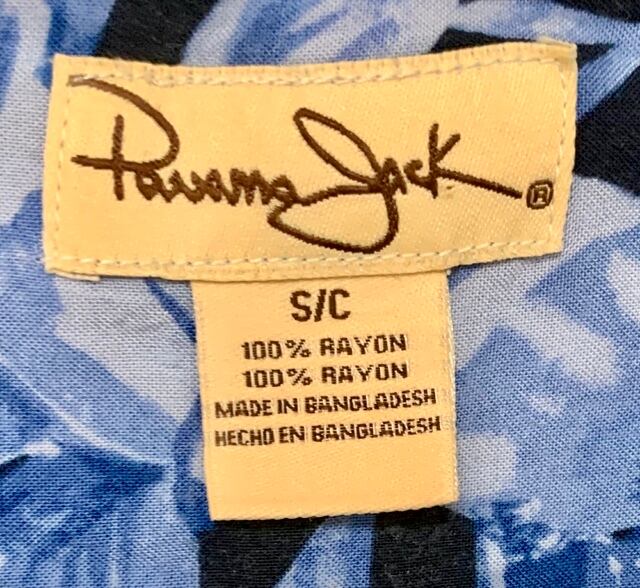 Panama Jack ®
S/C
100% RAYON
100% RAYON
MADE IN BANGLADESH
HECHO EN BANGLADESH